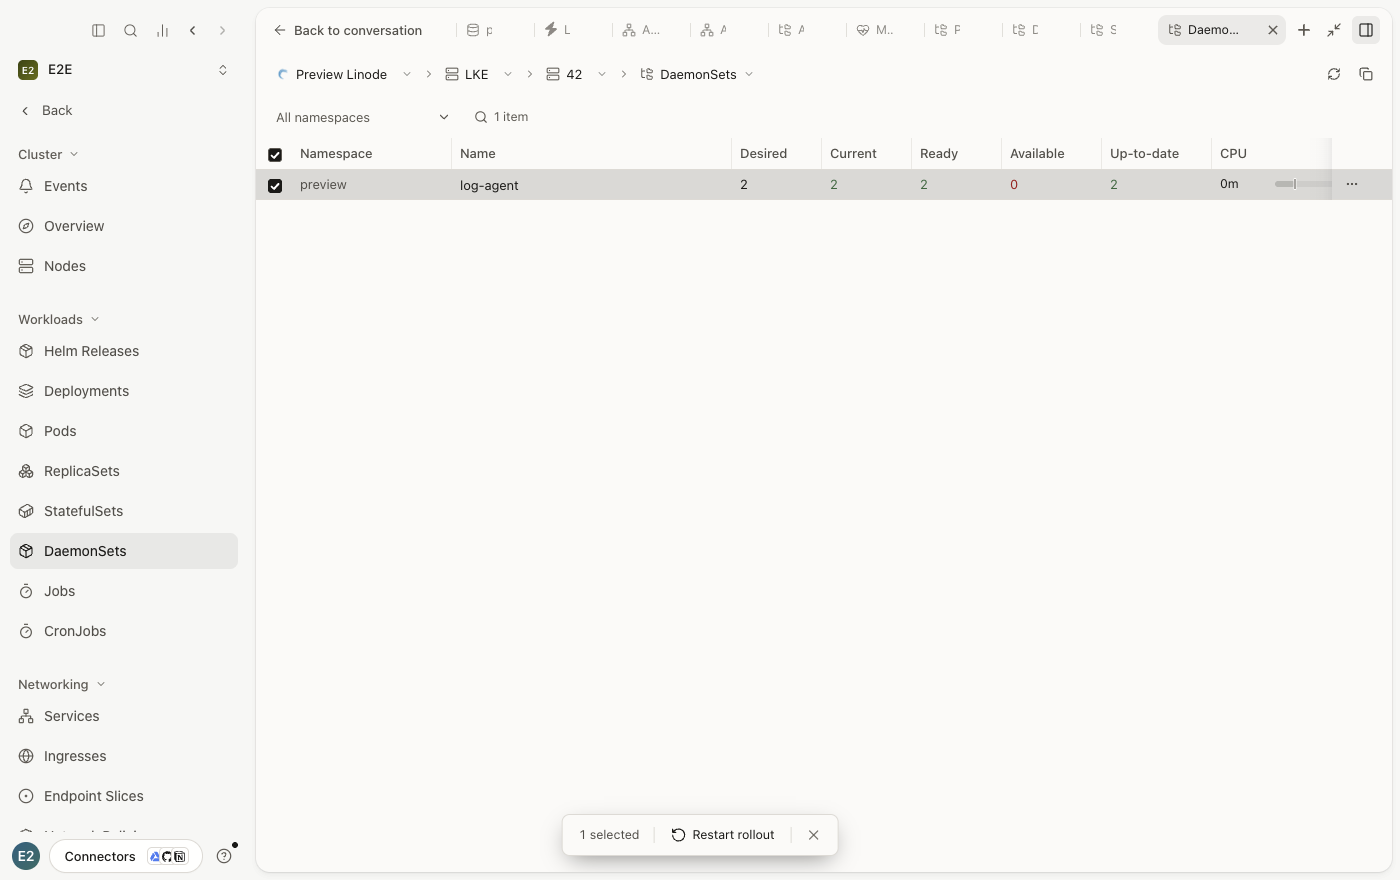 Back to conversation
p
L
A...
A
A
M..
P
D
S
Daemo...
E2
E2E
Preview Linode
LKE
42
DaemonSets
Back
All namespaces
1 item
Cluster
Namespace
Name
Desired
Current
Ready
Available
Up-to-date
CPU
preview
log-agent
2
2
2
0
2
0m
Events
Overview
Nodes
Workloads
Helm Releases
Deployments
Pods
ReplicaSets
StatefulSets
DaemonSets
Jobs
CronJobs
Networking
Services
Ingresses
Endpoint Slices
1 selected
Restart rollout
E2
Connectors